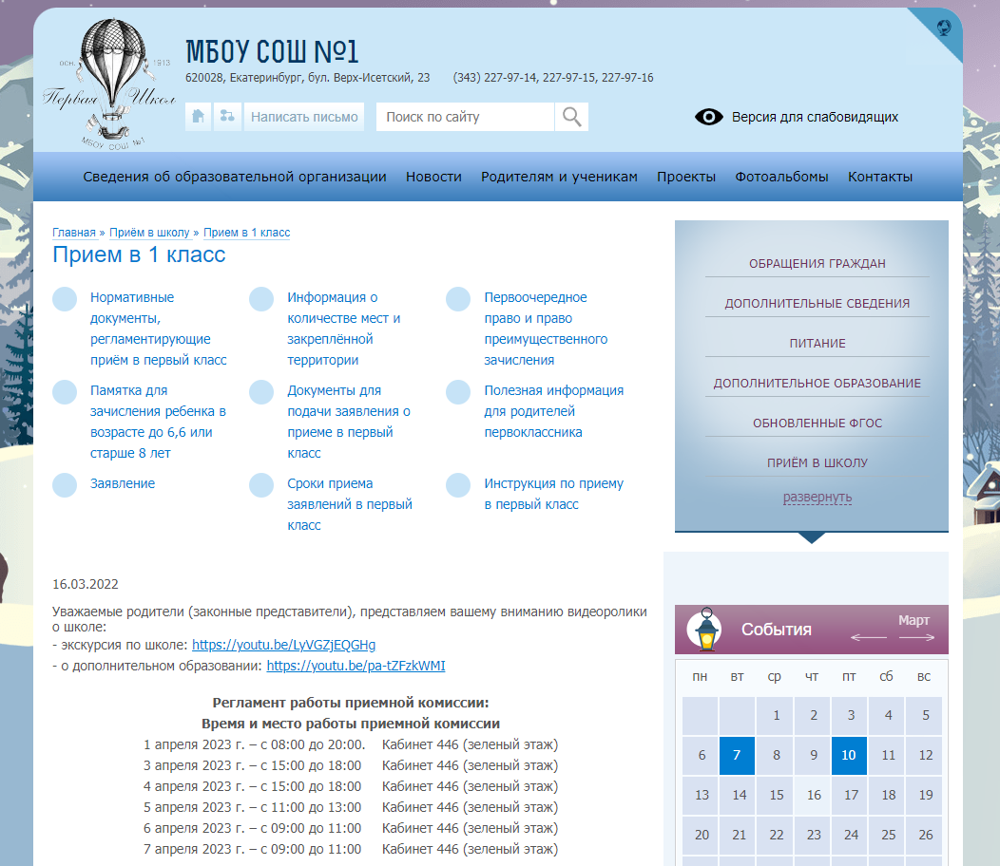 осн. 1913
Первая Школа
МБОУ СОШ №1
МБОУ СОШ №1
620028, Екатеринбург, бул. Верх-Исетский, 23 (343) 227-97-14, 227-97-15, 227-97-16
Написать письмо
Поиск по сайту
Версия для слабовидящих
Сведения об образовательной организации Новости Родителям и ученикам Проекты Фотоальбомы Контакты
Главная » Приём в школу » Прием в 1 класс
Прием в 1 класс
Нормативные
документы,
регламентирующие
приём в первый класс
Информация о
количестве мест и
закреплённой
территории
Первоочередное
право и право
преимущественного
зачисления
Памятка для
зачисления ребенка в
возрасте до 6,6 или
старше 8 лет
Документы для
подачи заявления о
приеме в первый
класс
Полезная информация
для родителей
первоклассника
Заявление
Сроки приема
заявлений в первый
класс
Инструкция по приему
в первый класс
16.03.2022
Уважаемые родители (законные представители), представляем вашему вниманию видеоролики
о школе:
- экскурсия по школе: https://youtu.be/LyVGZjEQGHg
- о дополнительном образовании: https://youtu.be/pa-tZFzkWMI
Регламент работы приемной комиссии:
Время и место работы приемной комиссии
1 апреля 2023 г. – с 08:00 до 20:00. Кабинет 446 (зеленый этаж)
3 апреля 2023 г. – с 15:00 до 18:00 Кабинет 446 (зеленый этаж)
4 апреля 2023 г. – с 15:00 до 18:00 Кабинет 446 (зеленый этаж)
5 апреля 2023 г. – с 11:00 до 13:00 Кабинет 446 (зеленый этаж)
6 апреля 2023 г. – с 09:00 до 11:00 Кабинет 446 (зеленый этаж)
7 апреля 2023 г. – с 09:00 до 11:00 Кабинет 446 (зеленый этаж)
ОБРАЩЕНИЯ ГРАЖДАН
ДОПОЛНИТЕЛЬНЫЕ СВЕДЕНИЯ
ПИТАНИЕ
ДОПОЛНИТЕЛЬНОЕ ОБРАЗОВАНИЕ
ОБНОВЛЕННЫЕ ФГОС
ПРИЁМ В ШКОЛУ
развернуть
События
Март
пн вт ср чт пт сб вс
1 2 3 4 5
6 7 8 9 10 11 12
13 14 15 16 17 18 19
20 21 22 23 24 25 26